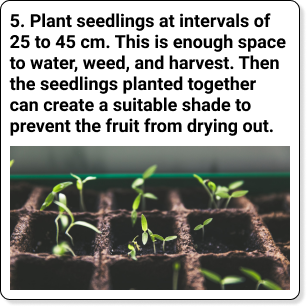 5. Plant seedlings at intervals of
25 to 45 cm. This is enough space
to water, weed, and harvest. Then
the seedlings planted together
can create a suitable shade to
prevent the fruit from drying out.